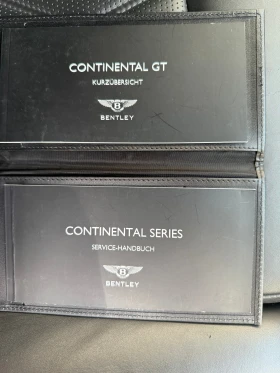 CONTINENTAL GT
KURZÜBERSICHT
B
BENTLEY
CONTINENTAL SERIES
SERVICE-HANDBUCH
B
BENTLEY